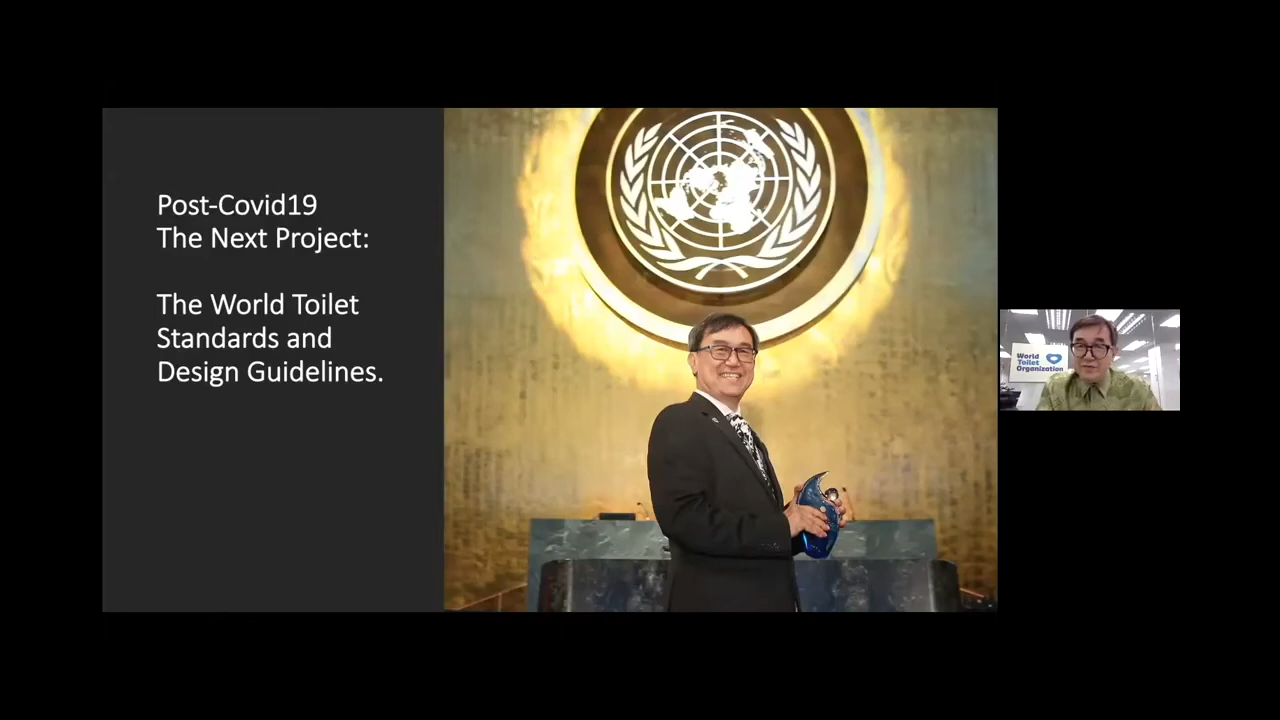 Post-Covid19
The Next Project:
The World Toilet
Standards and
Design Guidelines.
World
Toilet
Organization